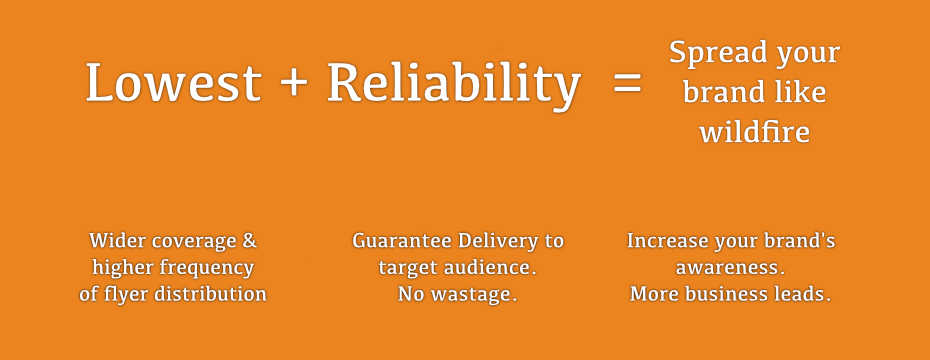 Lowest + Reliability = 
Spread your
brand like
wildfire
Wider coverage &
higher frequency
of flyer distribution
Guarantee Delivery to
target audience.
No wastage.
Increase your brand's
awareness.
More business leads.